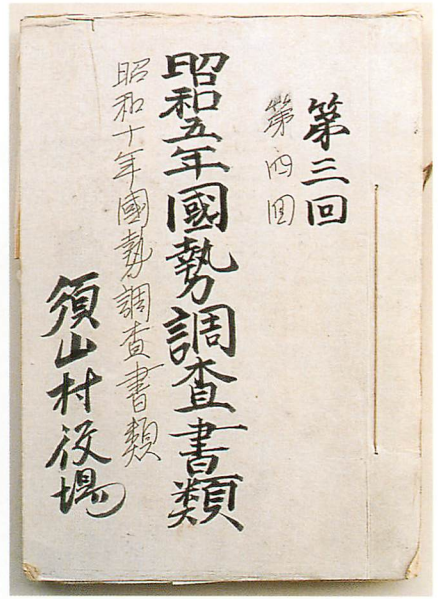 第三回
第四回
昭和五年國勢調査書類
昭和十年國勢調査書類
須山村役場